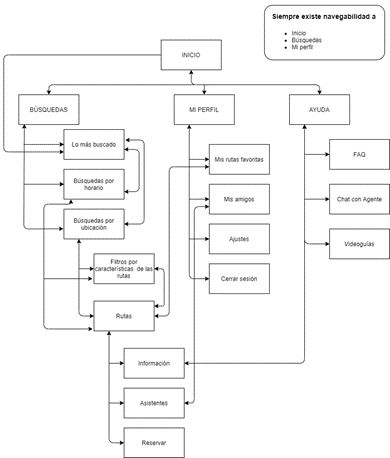 Siempre existe navegabilidad a
Inicio
Búsquedas
Mi perfil
INICIO
BÚSQUEDAS
MI PERFIL
AYUDA
Lo más buscado
Búsquedas por
horario
Búsquedas por
ubicación
Filtros por
características de las
rutas
Rutas
Información
Asistentes
Reservar
Mis rutas favoritas
Mis amigos
Ajustes
Cerrar sesión
FAQ
Chat con Agente
Videoguías